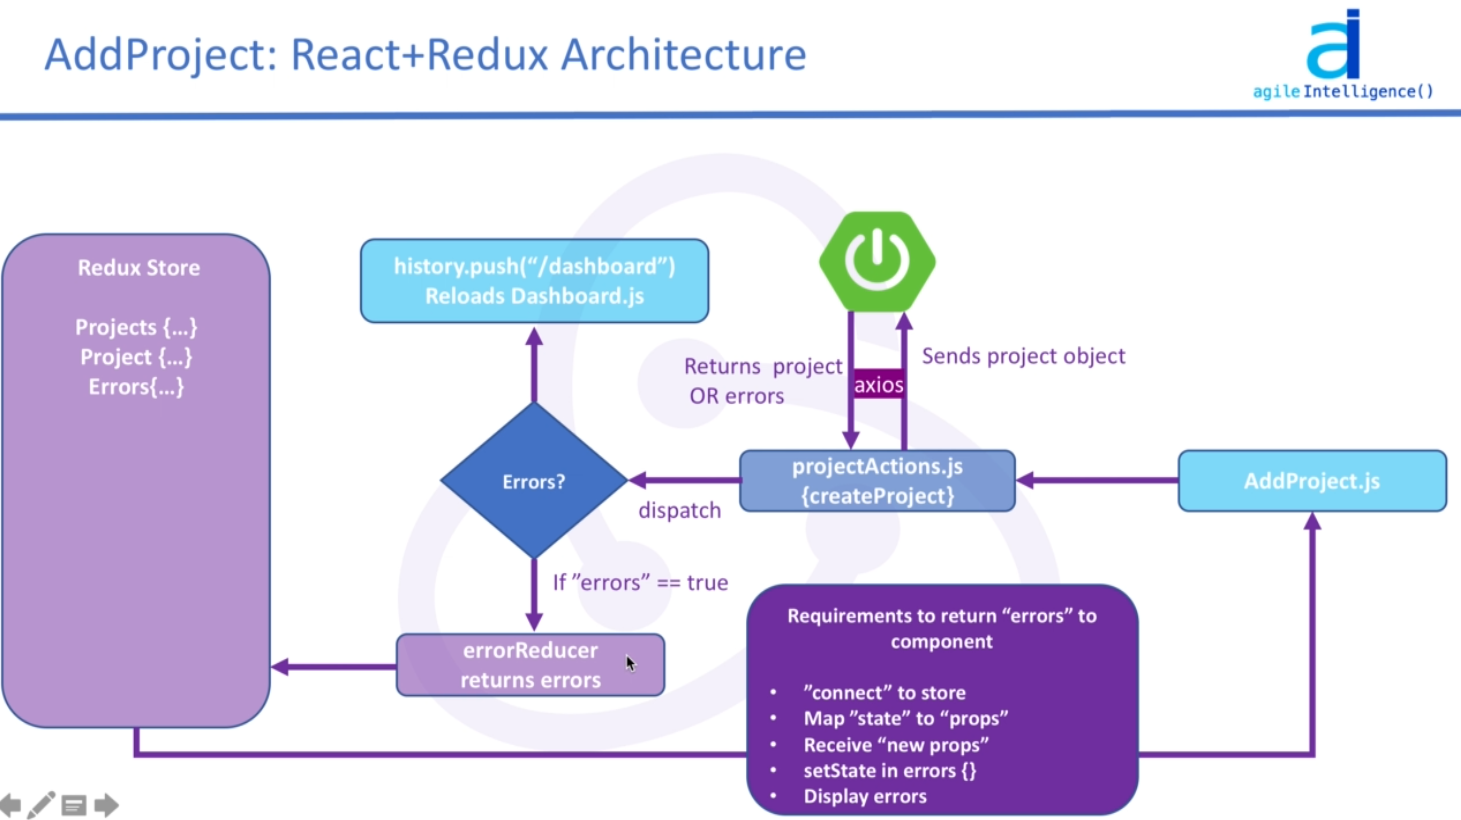 AddProject: React+Redux Architecture
ai
agileIntelligence()
Redux Store
Projects {...}
Project {...}
Errors{...}
history.push(“/dashboard”)
Reloads Dashboard.js
Returns  project
OR errors
axios
Sends project object
Errors?
dispatch
projectActions.js
{createProject}
AddProject.js
If ”errors” == true
errorReducer
returns errors
Requirements to return “errors” to
component
• ”connect” to store
• Map ”state” to “props”
• Receive “new props”
• setState in errors {}
• Display errors